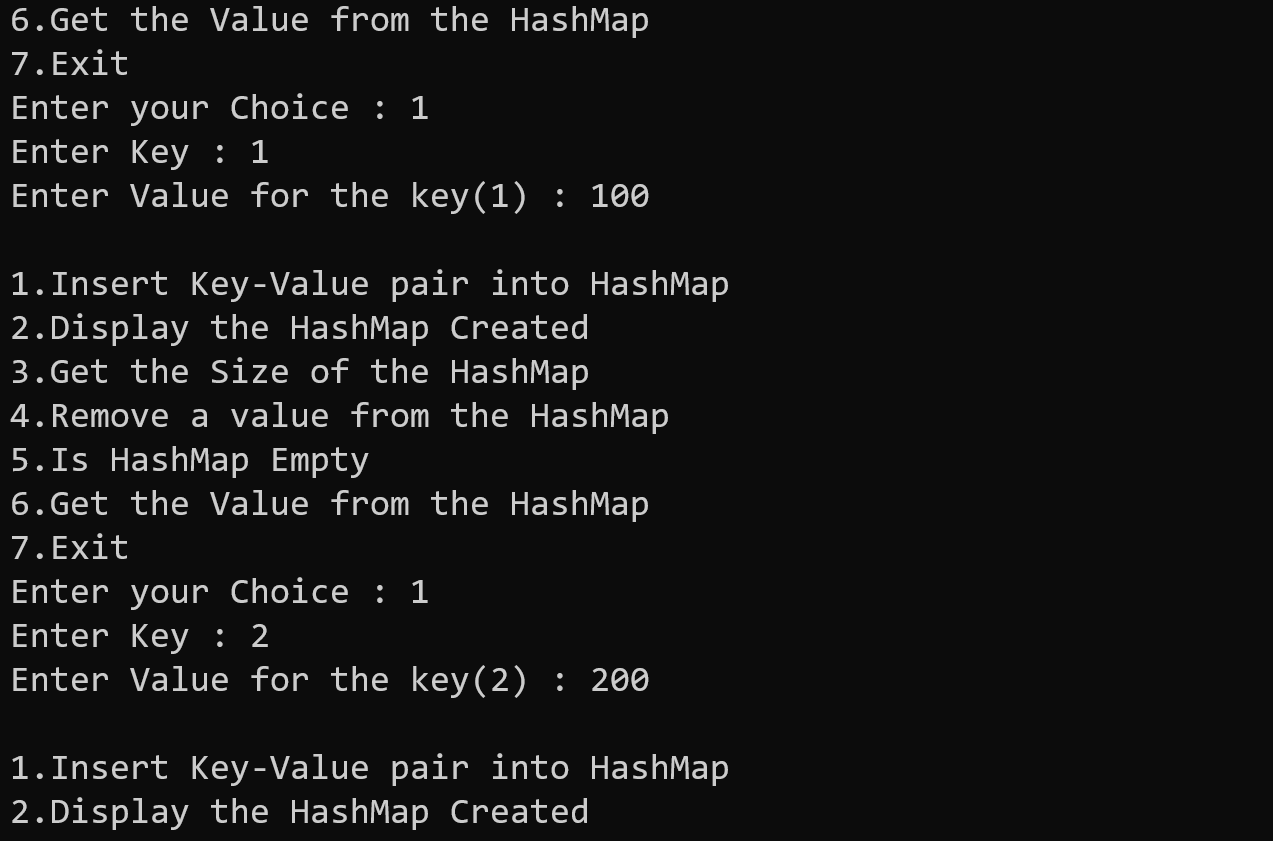 6.Get the Value from the HashMap
7.Exit
Enter your Choice : 1
Enter Key : 1
Enter Value for the key(1) : 100
1.Insert Key-Value pair into HashMap
2.Display the HashMap Created
3.Get the Size of the HashMap
4.Remove a value from the HashMap
5.Is HashMap Empty
6.Get the Value from the HashMap
7.Exit
Enter your Choice : 1
Enter Key : 2
Enter Value for the key(2) : 200
1.Insert Key-Value pair into HashMap
2.Display the HashMap Created